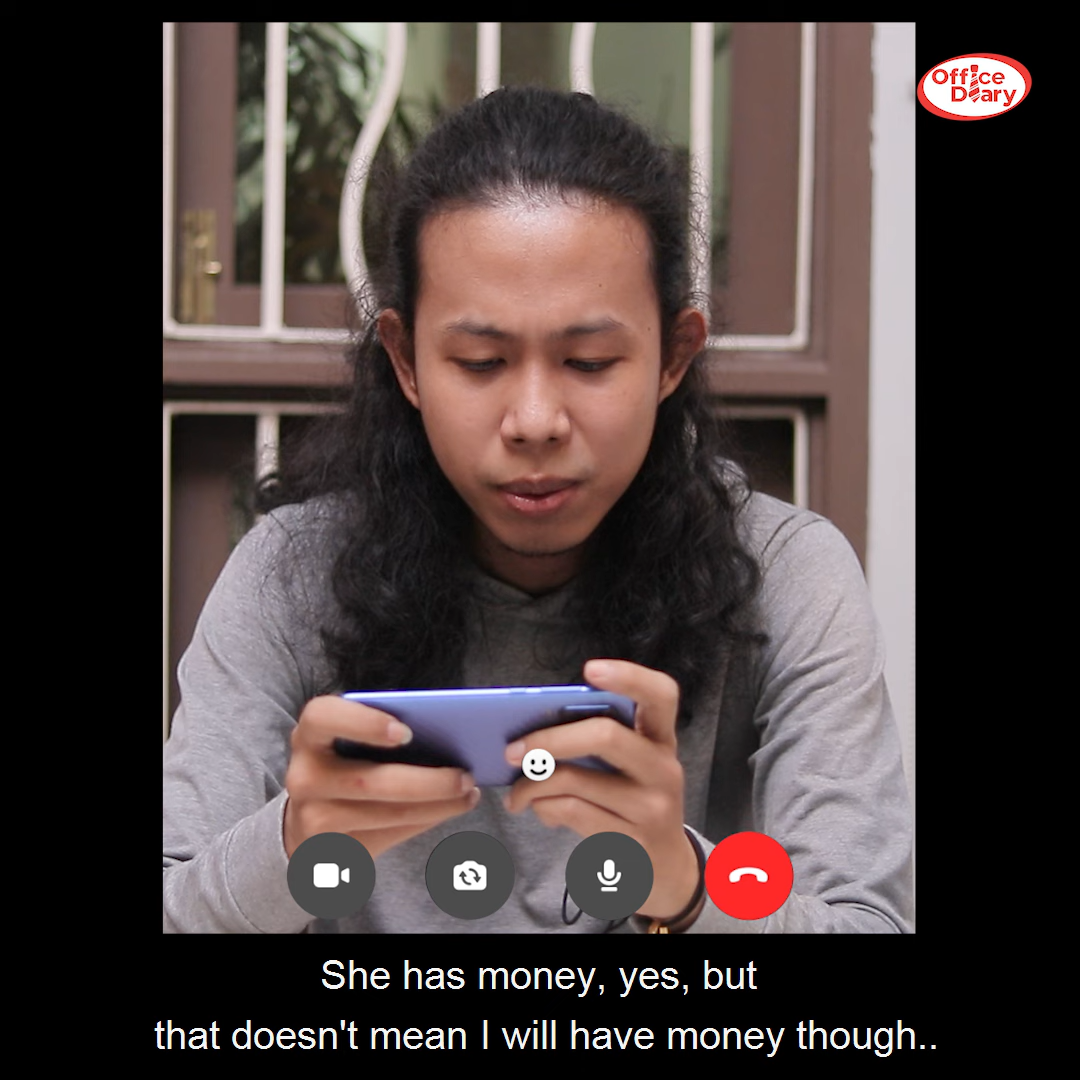 Office
Diary
She has money, yes, but
that doesn't mean I will have money though..